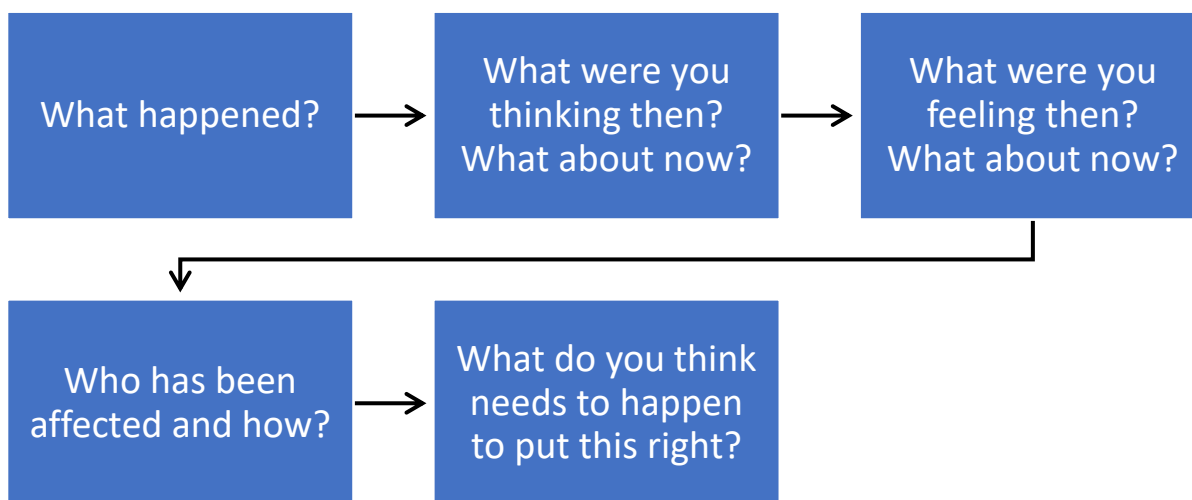 What happened?
What were you
thinking then?
What about now?
What were you
feeling then?
What about now?
Who has been
affected and how?
What do you think
needs to happen
to put this right?